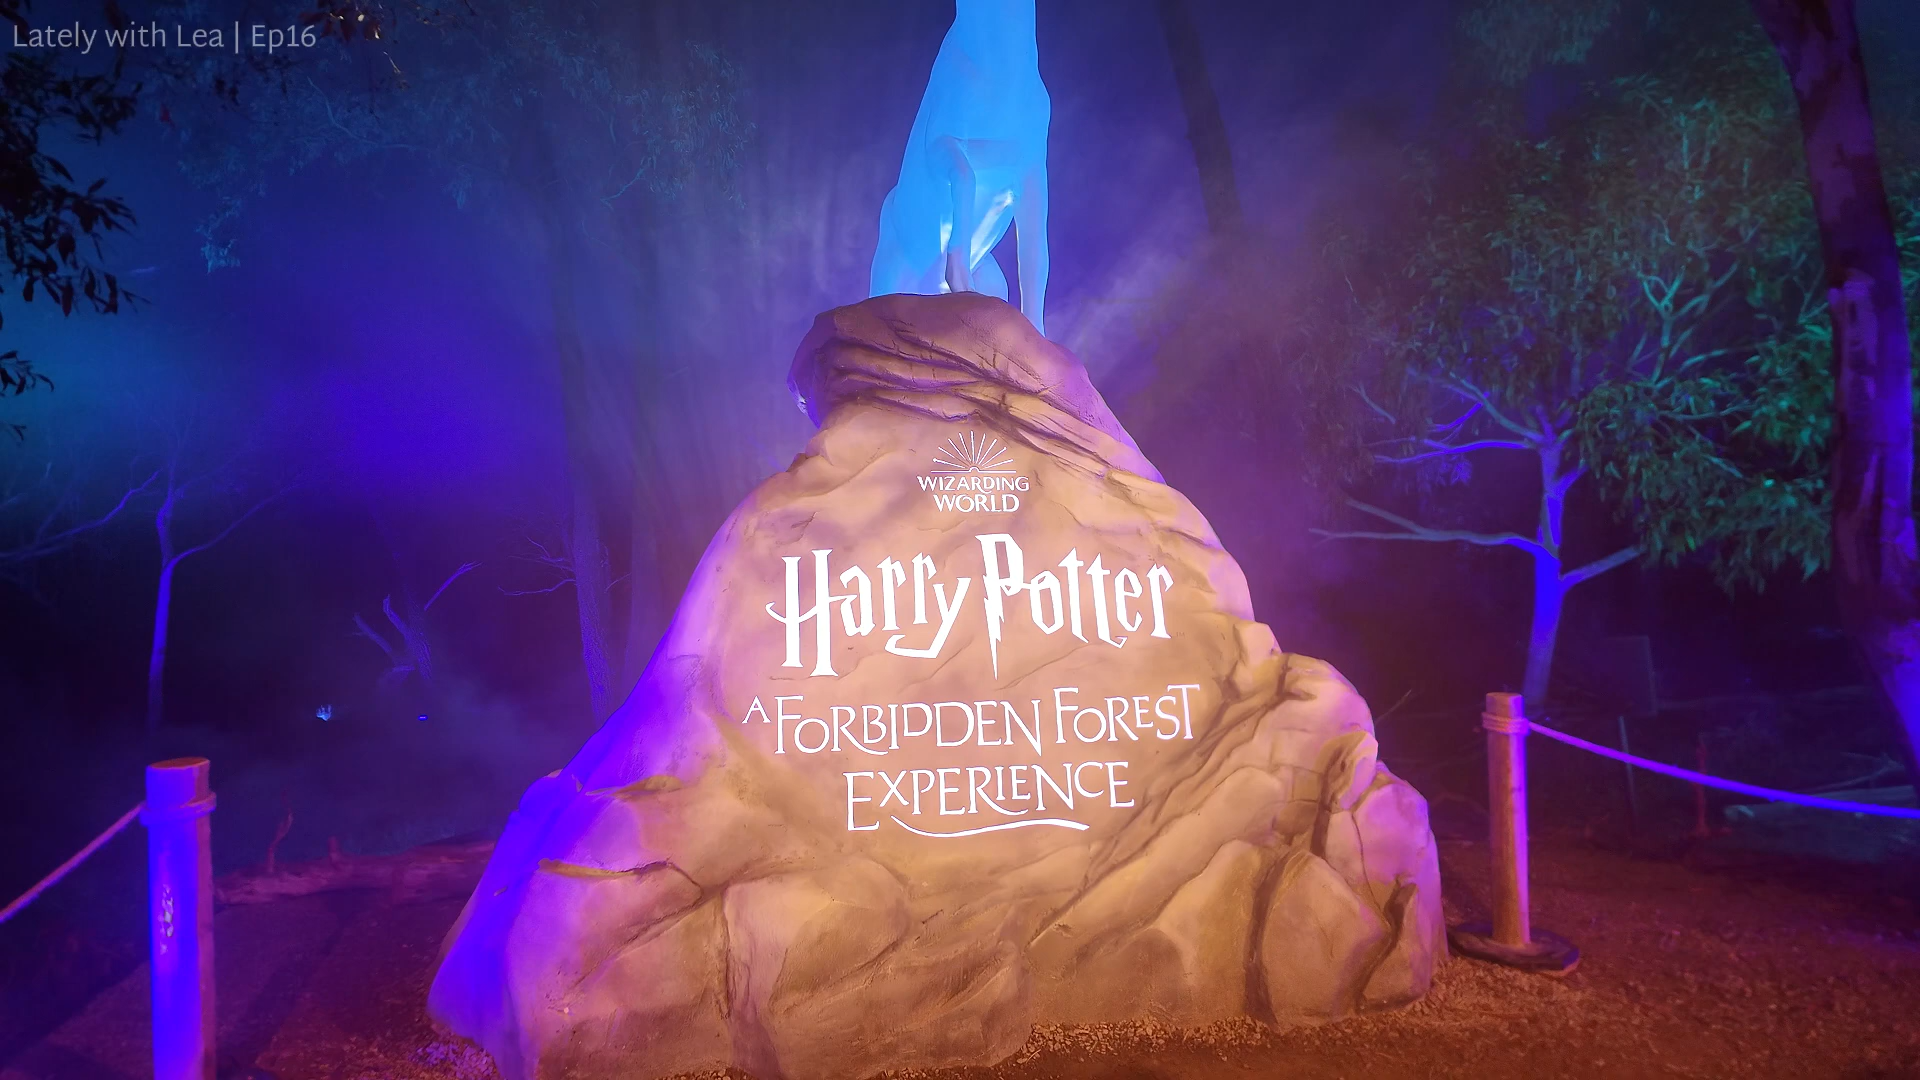 Lately with Lea | Ep16
WIZARDING
WORLD
Harry Potter
A FORBIDDEN FOREST
EXPERIENCE